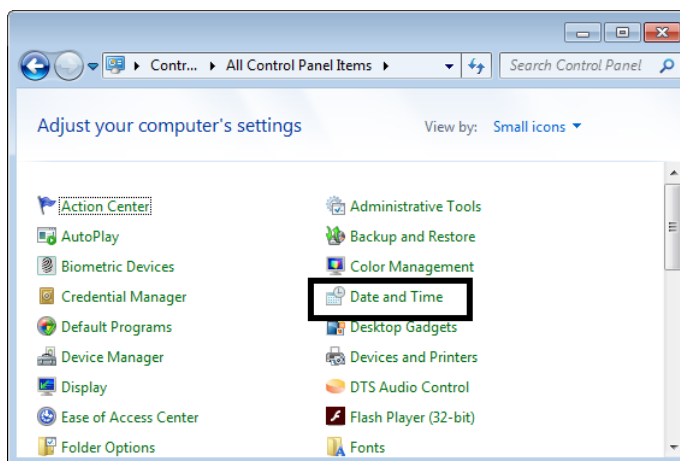 Contr... All Control Panel Items Search Control Panel
Adjust your computer's settings View by: Small icons
Action Center Administrative Tools
AutoPlay Backup and Restore
Biometric Devices Color Management
Credential Manager Date and Time
Default Programs Desktop Gadgets
Device Manager Devices and Printers
Display DTS Audio Control
Ease of Access Center Flash Player (32-bit)
Folder Options Fonts